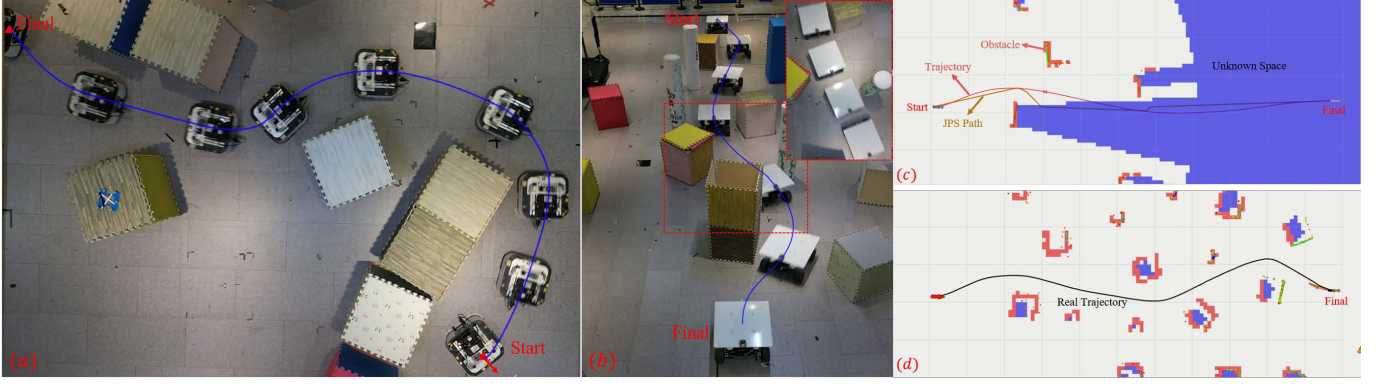 Final
Start
(a)
Start
Final
(b)
Obstacle
Trajectory
Unknown Space
Start
Final
JPS Path
(c)
Real Trajectory
Final
(d)